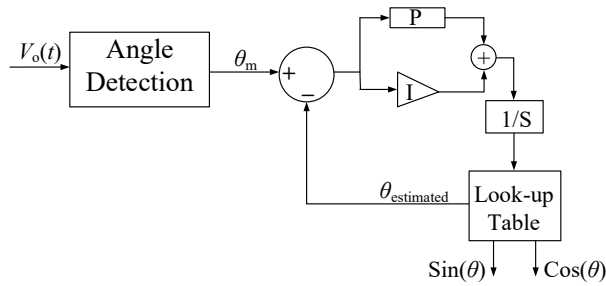 V_o(t)
Angle
Detection
θ_m
+
−
P
I
+
1/S
θ_estimated
Look-up
Table
Sin(θ)
Cos(θ)